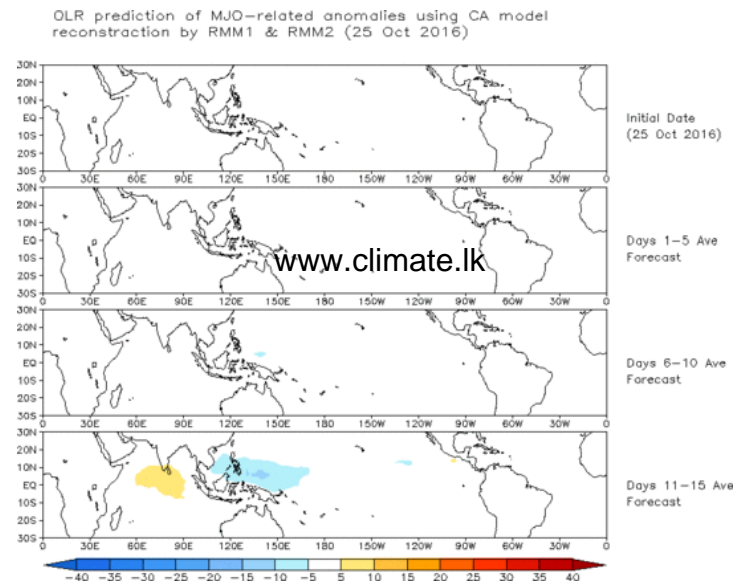 OLR prediction of MJO-related anomalies using CA model
reconstraction by RMM1 & RMM2 (25 Oct 2016)
30N
20N
10N
EQ
10S
20S
30S
0 30E 60E 90E 120E 150E 180 150W 120W 90W 60W 30W 0
Initial Date
(25 Oct 2016)
30N
20N
10N
EQ
10S
20S
30S
0 30E 60E 90E 120E 150E 180 150W 120W 90W 60W 30W 0
www.climate.lk
Days 1-5 Ave
Forecast
30N
20N
10N
EQ
10S
20S
30S
0 30E 60E 90E 120E 150E 180 150W 120W 90W 60W 30W 0
Days 6-10 Ave
Forecast
30N
20N
10N
EQ
10S
20S
30S
0 30E 60E 90E 120E 150E 180 150W 120W 90W 60W 30W 0
Days 11-15 Ave
Forecast
-40 -35 -30 -25 -20 -15 -10 -5 5 10 15 20 25 30 35 40